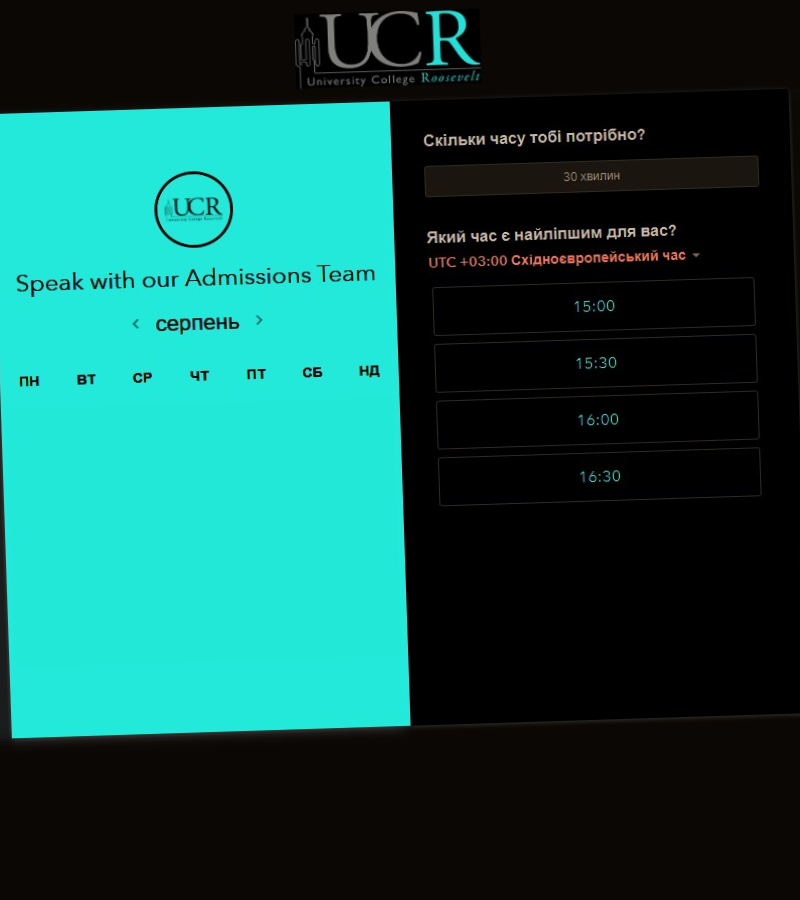 UCR
University College Roosevelt
UCR
University College Roosevelt
Speak with our Admissions Team
серпень
ПН ВТ СР ЧТ ПТ СБ НД
Скільки часу тобі потрібно?
30 хвилин
Який час є найліпшим для вас?
UTC +03:00 Східноєвропейський час
15:00
15:30
16:00
16:30